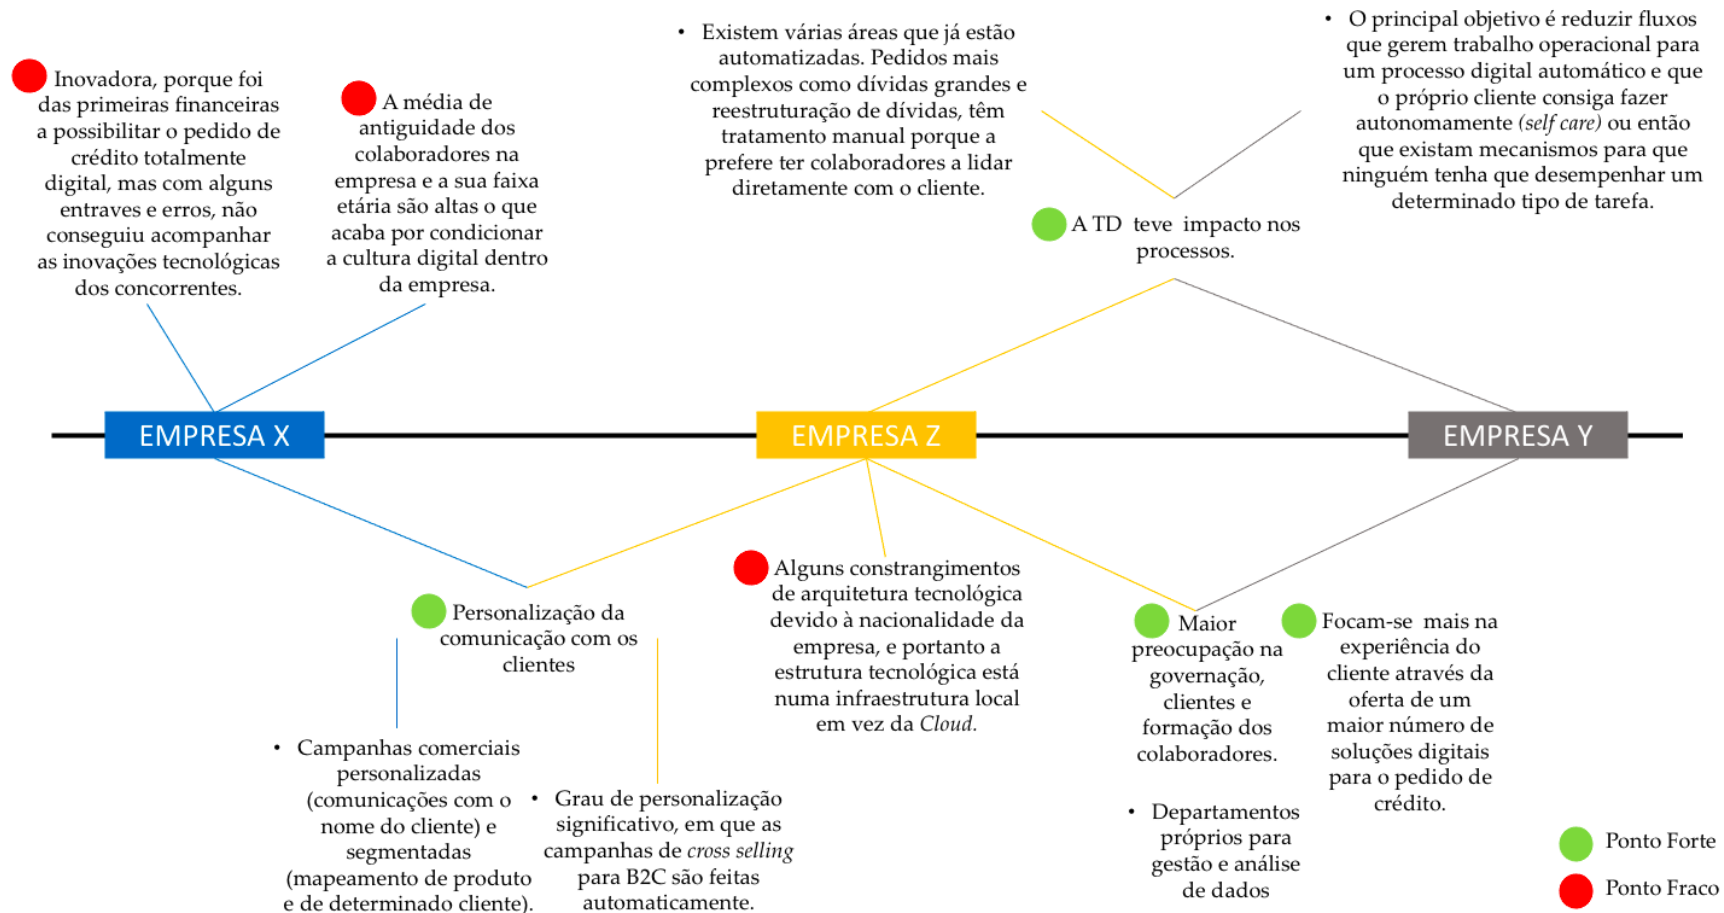 Inovadora, porque foi
das primeiras financeiras
a possibilitar o pedido de
crédito totalmente
digital, mas com alguns
entraves e erros, não
conseguiu acompanhar
as inovações tecnológicas
dos concorrentes.
A média de
antiguidade dos
colaboradores na
empresa e a sua faixa
etária são altas o que
acaba por condicionar
a cultura digital dentro
da empresa.
• Existem várias áreas que já estão
automatizadas. Pedidos mais
complexos como dívidas grandes e
reestruturação de dívidas, têm
tratamento manual porque a
prefere ter colaboradores a lidar
diretamente com o cliente.
• O principal objetivo é reduzir fluxos
que gerem trabalho operacional para
um processo digital automático e que
o próprio cliente consiga fazer
autonomamente (self care) ou então
que existam mecanismos para que
ninguém tenha que desempenhar um
determinado tipo de tarefa.
A TD teve impacto nos
processos.
EMPRESA X
EMPRESA Z
EMPRESA Y
Personalização da
comunicação com os
clientes
Alguns constrangimentos
de arquitetura tecnológica
devido à nacionalidade da
empresa, e portanto a
estrutura tecnológica está
numa infraestrutura local
em vez da Cloud.
Maior
preocupação na
governação,
clientes e
formação dos
colaboradores.
Focam-se mais na
experiência do
cliente através da
oferta de um
maior número de
soluções digitais
para o pedido de
crédito.
• Campanhas comerciais
personalizadas
(comunicações com o
nome do cliente) e
segmentadas
(mapeamento de produto
e de determinado cliente).
• Grau de personalização
significativo, em que as
campanhas de cross selling
para B2C são feitas
automaticamente.
• Departamentos
próprios para
gestão e análise
de dados
Ponto Forte
Ponto Fraco